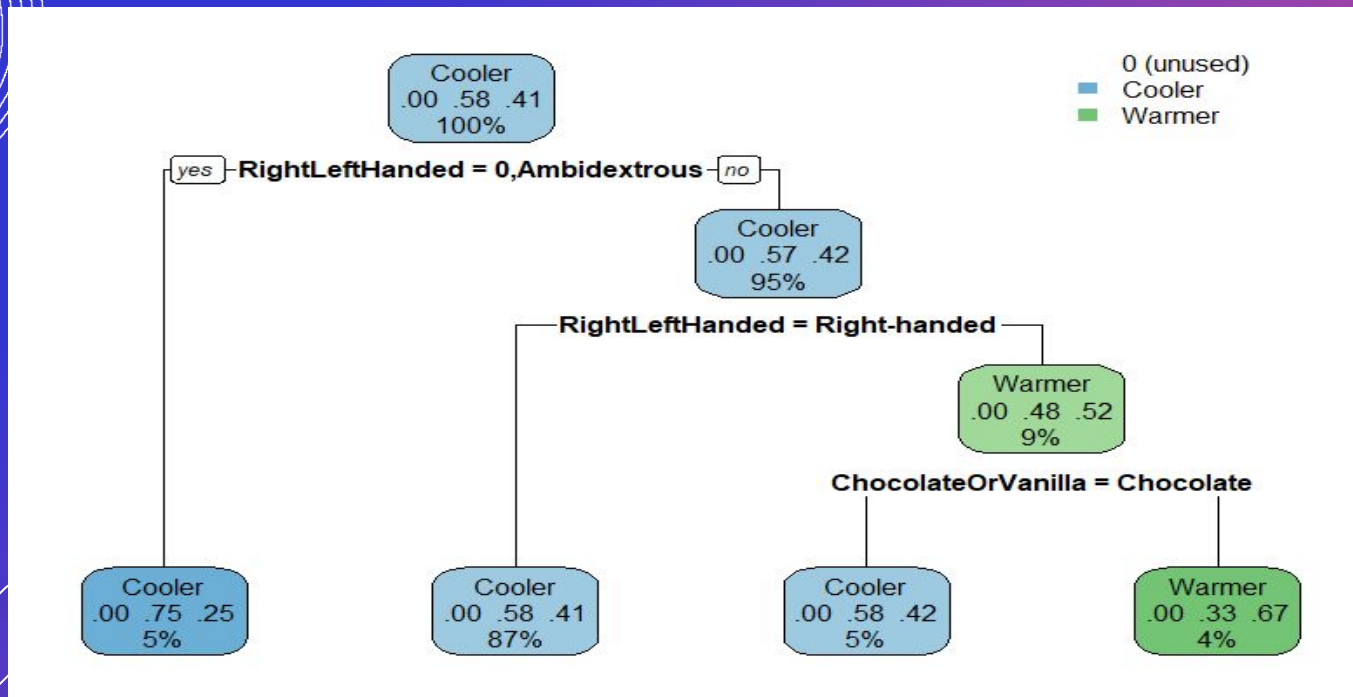 0 (unused)
Cooler
Warmer
Cooler
.00 .58 .41
100%
yes RightLeftHanded = 0,Ambidextrous no
Cooler
.00 .57 .42
95%
RightLeftHanded = Right-handed
Warmer
.00 .48 .52
9%
ChocolateOrVanilla = Chocolate
Cooler
.00 .75 .25
5%
Cooler
.00 .58 .41
87%
Cooler
.00 .58 .42
5%
Warmer
.00 .33 .67
4%